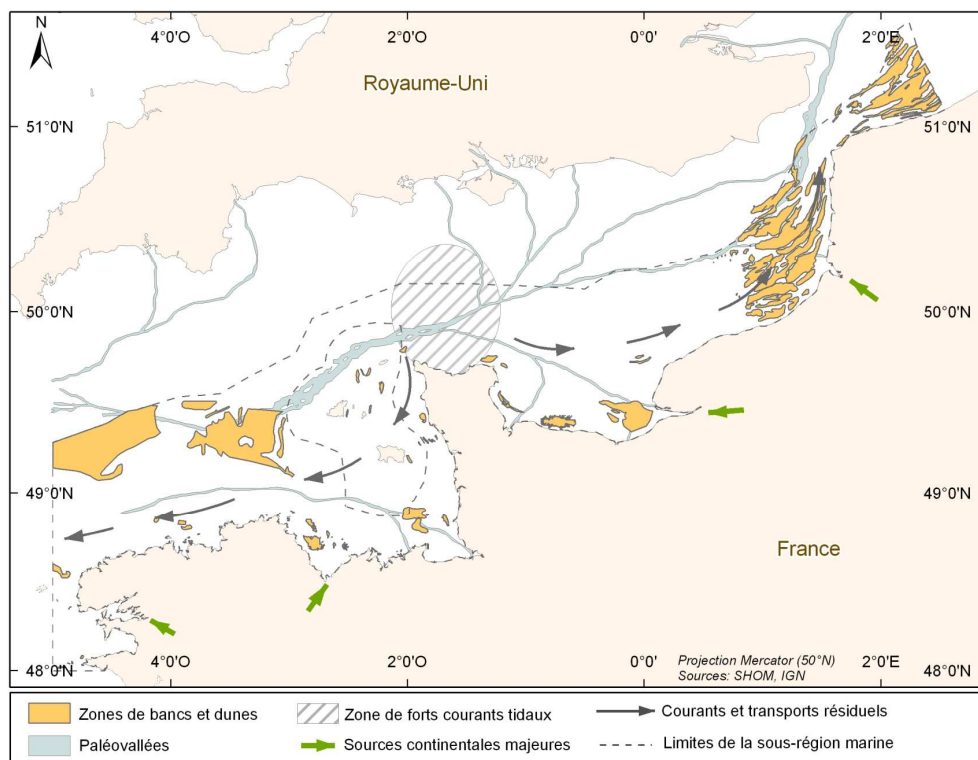 N
4°0'O 2°0'O 0°0' 2°0'E
Royaume-Uni
51°0'N 51°0'N
50°0'N 50°0'N
49°0'N 49°0'N
France
48°0'N 48°0'N
4°0'O 2°0'O 0°0' 2°0'E
Projection Mercator (50°N)
Sources: SHOM, IGN
Zones de bancs et dunes Zone de forts courants tidaux Courants et transports résiduels
Paléovallées Sources continentales majeures Limites de la sous-région marine